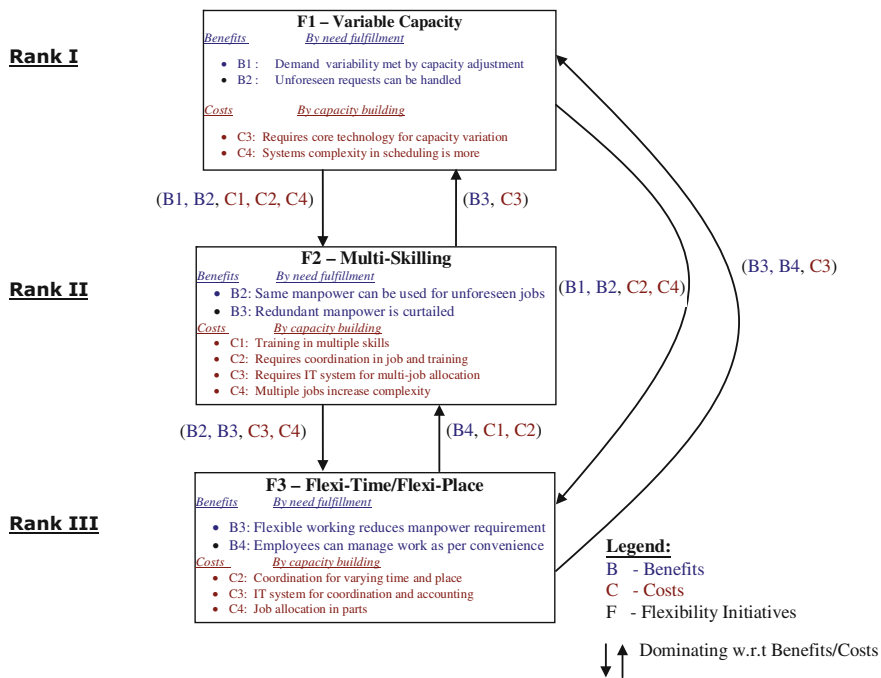 F1 – Variable Capacity
Benefits By need fulfillment
Rank I
• B1 : Demand variability met by capacity adjustment
• B2 : Unforeseen requests can be handled
Costs By capacity building
• C3: Requires core technology for capacity variation
• C4: Systems complexity in scheduling is more
(B1, B2, C1, C2, C4)
(B3, C3)
F2 – Multi-Skilling
Benefits By need fulfillment
Rank II
• B2: Same manpower can be used for unforeseen jobs
• B3: Redundant manpower is curtailed
Costs By capacity building
• C1: Training in multiple skills
• C2: Requires coordination in job and training
• C3: Requires IT system for multi-job allocation
• C4: Multiple jobs increase complexity
(B1, B2, C2, C4)
(B3, B4, C3)
(B2, B3, C3, C4)
(B4, C1, C2)
F3 – Flexi-Time/Flexi-Place
Benefits By need fulfillment
Rank III
• B3: Flexible working reduces manpower requirement
• B4: Employees can manage work as per convenience
Costs By capacity building
• C2: Coordination for varying time and place
• C3: IT system for coordination and accounting
• C4: Job allocation in parts
Legend:
B - Benefits
C - Costs
F - Flexibility Initiatives
Dominating w.r.t Benefits/Costs